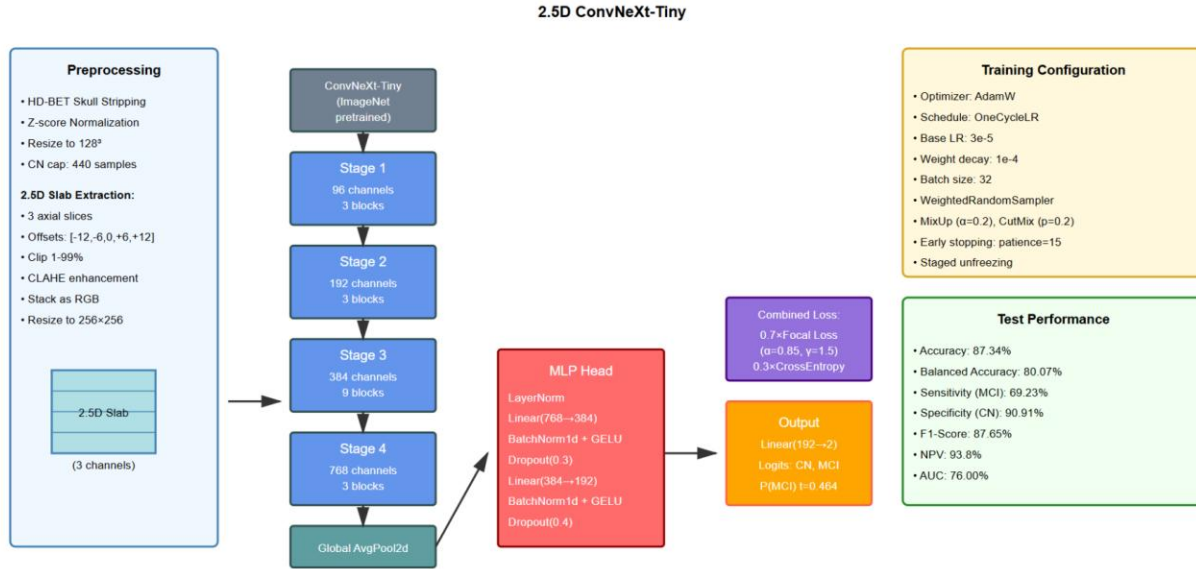 2.5D ConvNeXt-Tiny
Preprocessing
• HD-BET Skull Stripping
• Z-score Normalization
• Resize to 128³
• CN cap: 440 samples
2.5D Slab Extraction:
• 3 axial slices
• Offsets: [-12,-6,0,+6,+12]
• Clip 1-99%
• CLAHE enhancement
• Stack as RGB
• Resize to 256×256
2.5D Slab
(3 channels)
ConvNeXt-Tiny
(ImageNet
pretrained)
Stage 1
96 channels
3 blocks
Stage 2
192 channels
3 blocks
Stage 3
384 channels
9 blocks
Stage 4
768 channels
3 blocks
Global AvgPool2d
MLP Head
LayerNorm
Linear(768→384)
BatchNorm1d + GELU
Dropout(0.3)
Linear(384→192)
BatchNorm1d + GELU
Dropout(0.4)
Combined Loss:
0.7×Focal Loss
(α=0.85, γ=1.5)
0.3×CrossEntropy
Output
Linear(192→2)
Logits: CN, MCI
P(MCI) t=0.464
Training Configuration
• Optimizer: AdamW
• Schedule: OneCycleLR
• Base LR: 3e-5
• Weight decay: 1e-4
• Batch size: 32
• WeightedRandomSampler
• MixUp (α=0.2), CutMix (p=0.2)
• Early stopping: patience=15
• Staged unfreezing
Test Performance
• Accuracy: 87.34%
• Balanced Accuracy: 80.07%
• Sensitivity (MCI): 69.23%
• Specificity (CN): 90.91%
• F1-Score: 87.65%
• NPV: 93.8%
• AUC: 76.00%